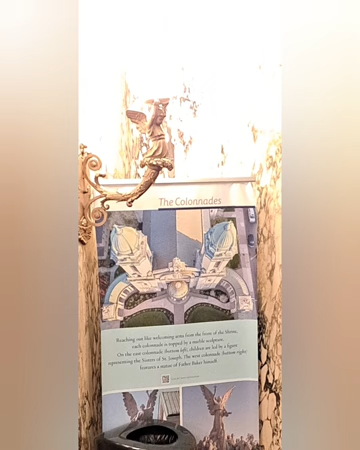 The Colonnades
Reaching out like welcoming arms from the front of the Shrine,
each colonnade is topped by a marble sculpture.
On the east colonnade (bottom left) children are led by a figure
representing the Sisters of St. Joseph. The west colonnade (bottom right)
features a statue of Father Baker himself.